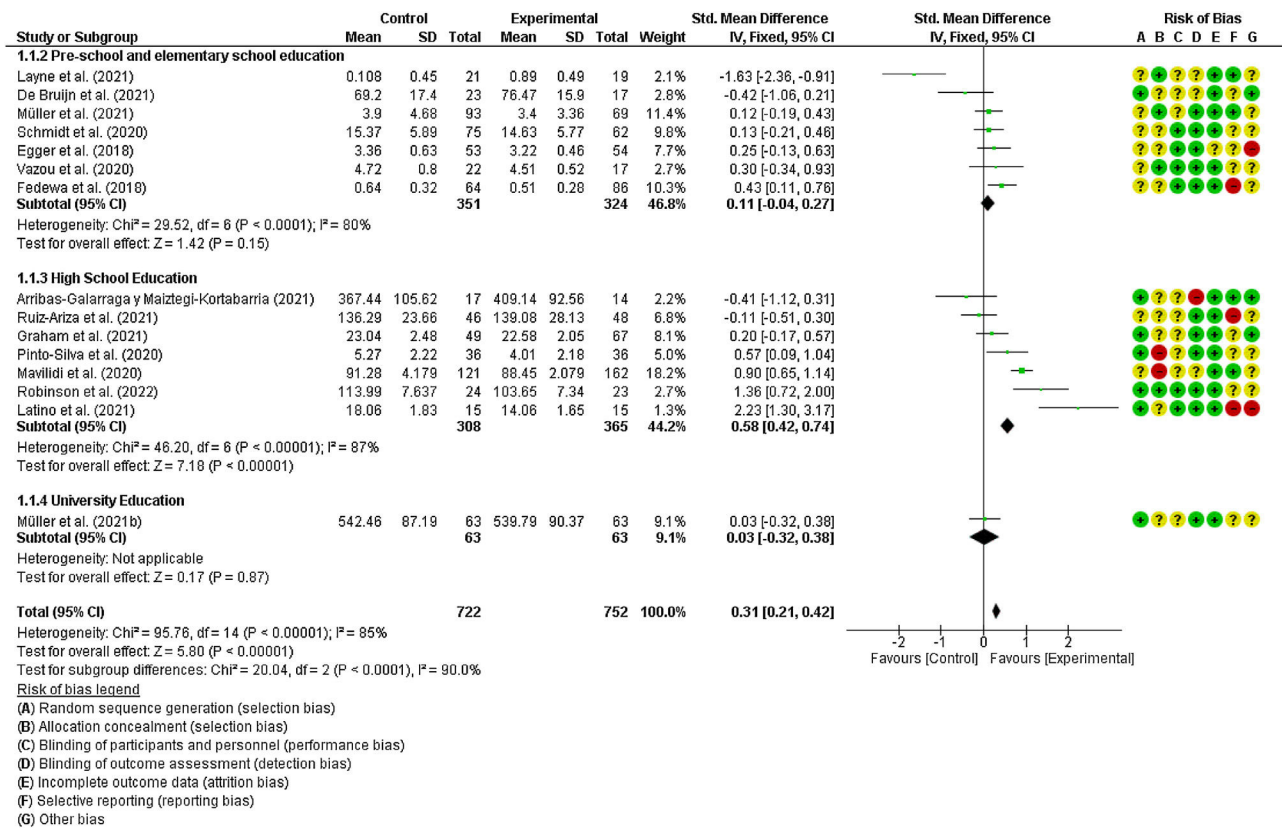 Control Experimental Std. Mean Difference Std. Mean Difference Risk of Bias
Study or Subgroup Mean SD Total Mean SD Total Weight IV, Fixed, 95% CI IV, Fixed, 95% CI A B C D E F G
1.1.2 Pre-school and elementary school education
Layne et al. (2021) 0.108 0.45 21 0.89 0.49 19 2.1% -1.63 [-2.36, -0.91] ? + ? ? + + ?
De Bruijn et al. (2021) 69.2 17.4 23 76.47 15.9 17 2.8% -0.42 [-1.06, 0.21] + ? ? ? + ? +
Müller et al. (2021) 3.9 4.68 93 3.4 3.36 69 11.4% 0.12 [-0.19, 0.43] ? + ? + + + ?
Schmidt et al. (2020) 15.37 5.89 75 14.63 5.77 62 9.8% 0.13 [-0.21, 0.46] ? ? + + + ? ?
Egger et al. (2018) 3.36 0.63 53 3.22 0.46 54 7.7% 0.25 [-0.13, 0.63] ? ? + + ? ? -
Vazou et al. (2020) 4.72 0.8 22 4.51 0.52 17 2.7% 0.30 [-0.34, 0.93] ? + + + + ? ?
Fedewa et al. (2018) 0.64 0.32 64 0.51 0.28 86 10.3% 0.43 [0.11, 0.76] ? ? + + + - ?
Subtotal (95% CI) 351 324 46.8% 0.11 [-0.04, 0.27]
Heterogeneity: Chi² = 29.52, df = 6 (P < 0.0001); I² = 80%
Test for overall effect: Z = 1.42 (P = 0.15)
1.1.3 High School Education
Arribas-Galarraga y Maiztegi-Kortabarria (2021) 367.44 105.62 17 409.14 92.56 14 2.2% -0.41 [-1.12, 0.31] + ? ? - + + +
Ruiz-Ariza et al. (2021) 136.29 23.66 46 139.08 28.13 48 6.8% -0.11 [-0.51, 0.30] ? ? ? + + - ?
Graham et al. (2021) 23.04 2.48 49 22.58 2.05 67 8.2% 0.20 [-0.17, 0.57] + ? ? + + ? +
Pinto-Silva et al. (2020) 5.27 2.22 36 4.01 2.18 36 5.0% 0.57 [0.09, 1.04] + - ? + + ? ?
Mavilidi et al. (2020) 91.28 4.179 121 88.45 2.079 162 18.2% 0.90 [0.65, 1.14] ? - ? ? + + ?
Robinson et al. (2022) 113.99 7.637 24 103.65 7.34 23 2.7% 1.36 [0.72, 2.00] + + + + + ? ?
Latino et al. (2021) 18.06 1.83 15 14.06 1.65 15 1.3% 2.23 [1.30, 3.17] + ? + + + - -
Subtotal (95% CI) 308 365 44.2% 0.58 [0.42, 0.74]
Heterogeneity: Chi² = 46.20, df = 6 (P < 0.00001); I² = 87%
Test for overall effect: Z = 7.18 (P < 0.00001)
1.1.4 University Education
Müller et al. (2021b) 542.46 87.19 63 539.79 90.37 63 9.1% 0.03 [-0.32, 0.38] + ? ? + + ? ?
Subtotal (95% CI) 63 63 9.1% 0.03 [-0.32, 0.38]
Heterogeneity: Not applicable
Test for overall effect: Z = 0.17 (P = 0.87)
Total (95% CI) 722 752 100.0% 0.31 [0.21, 0.42]
Heterogeneity: Chi² = 95.76, df = 14 (P < 0.00001); I² = 85%
Test for overall effect: Z = 5.80 (P < 0.00001)
Test for subgroup differences: Chi² = 20.04, df = 2 (P < 0.0001), I² = 90.0%
-2 -1 0 1 2
Favours [Control] Favours [Experimental]
Risk of bias legend
(A) Random sequence generation (selection bias)
(B) Allocation concealment (selection bias)
(C) Blinding of participants and personnel (performance bias)
(D) Blinding of outcome assessment (detection bias)
(E) Incomplete outcome data (attrition bias)
(F) Selective reporting (reporting bias)
(G) Other bias